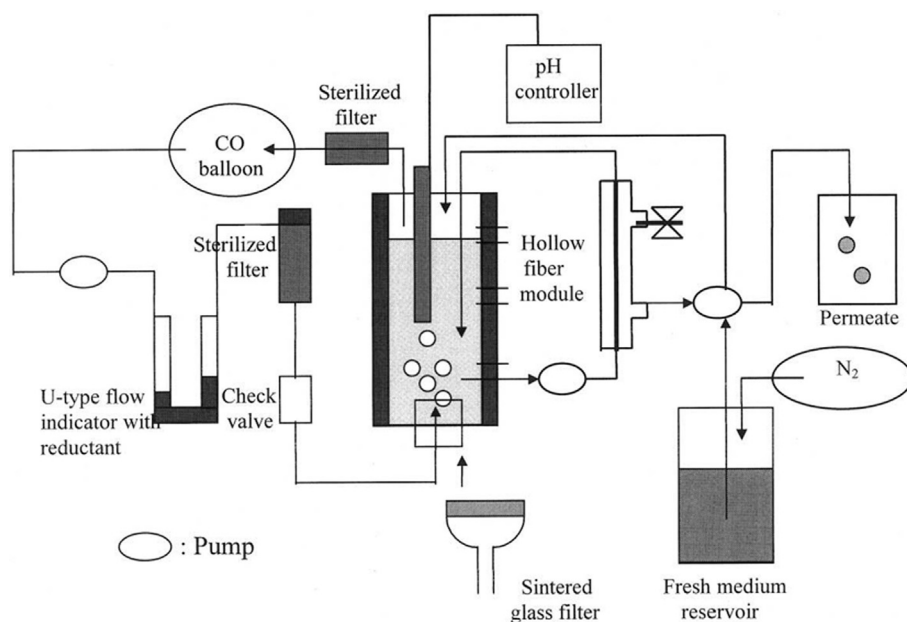 pH
controller
Sterilized
filter
CO
balloon
Sterilized
filter
Hollow
fiber
module
Permeate
N₂
U-type flow
indicator with
reductant
Check
valve
: Pump
Sintered
glass filter
Fresh medium
reservoir